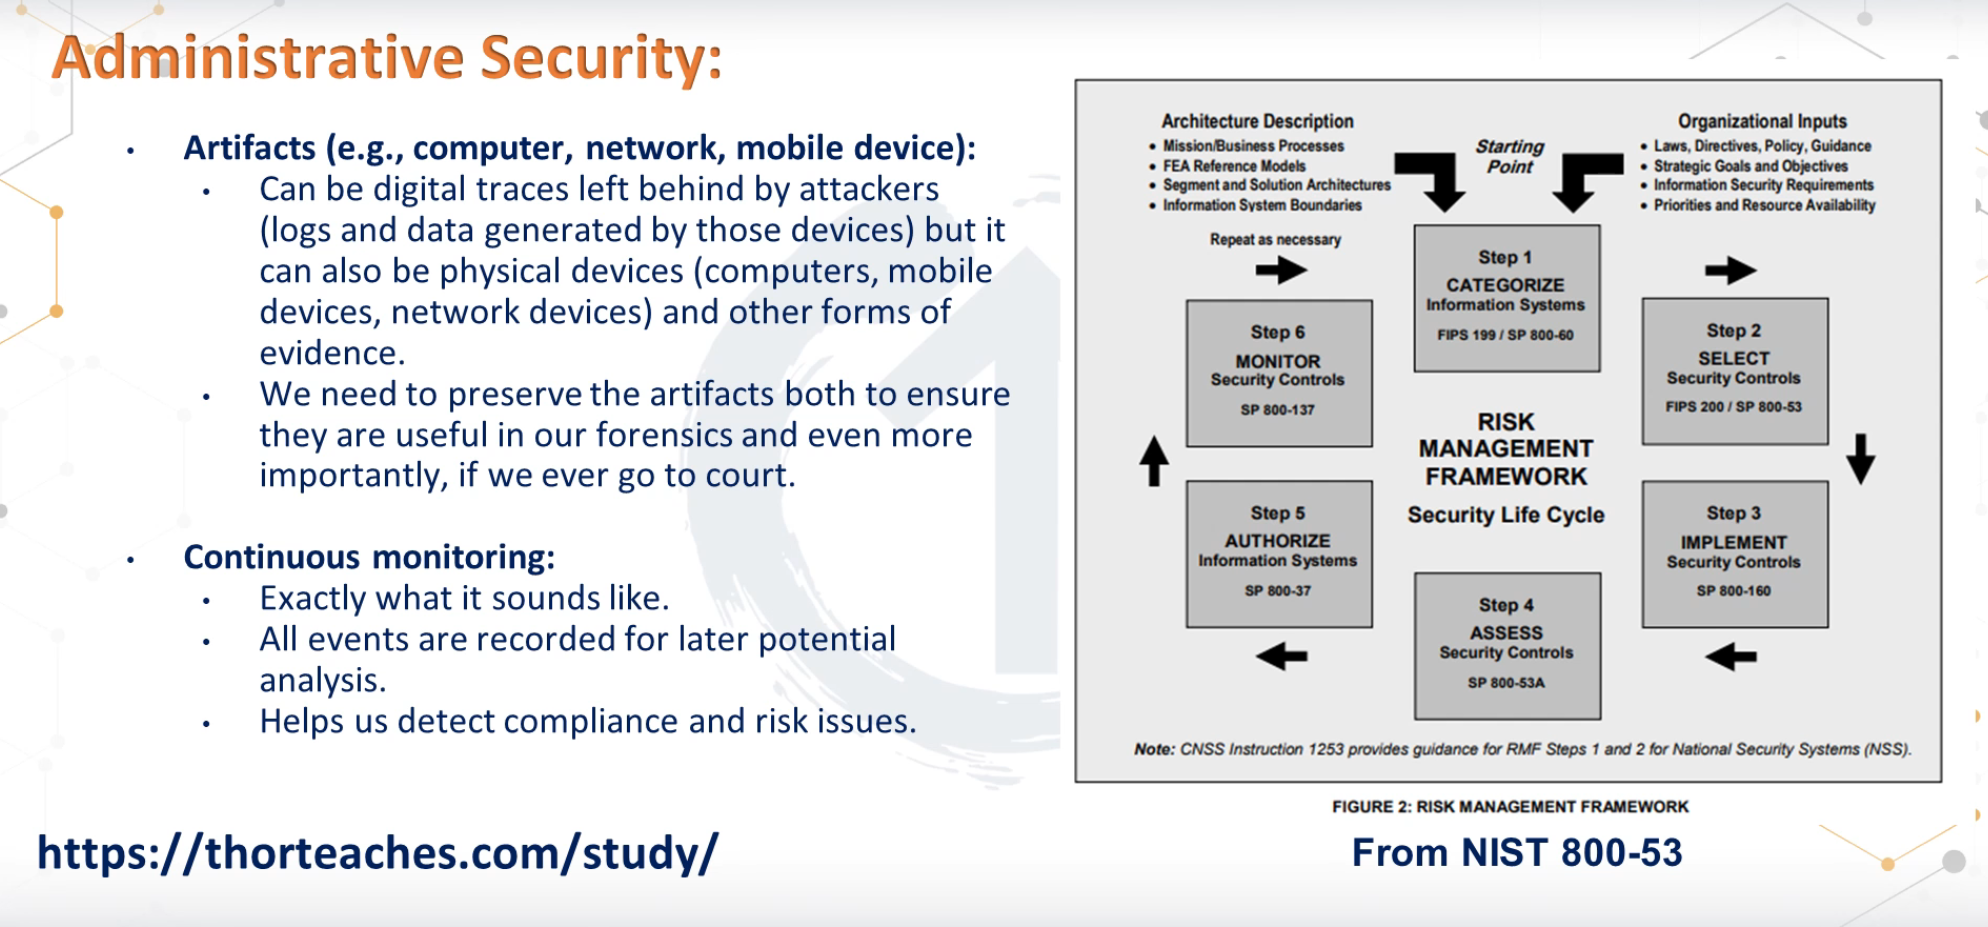 Administrative Security:
• Artifacts (e.g., computer, network, mobile device):
• Can be digital traces left behind by attackers
(logs and data generated by those devices) but it
can also be physical devices (computers, mobile
devices, network devices) and other forms of
evidence.
• We need to preserve the artifacts both to ensure
they are useful in our forensics and even more
importantly, if we ever go to court.
• Continuous monitoring:
• Exactly what it sounds like.
• All events are recorded for later potential
analysis.
• Helps us detect compliance and risk issues.
https://thorteaches.com/study/
Architecture Description
• Mission/Business Processes
• FEA Reference Models
• Segment and Solution Architectures
• Information System Boundaries
Starting
Point
Organizational Inputs
• Laws, Directives, Policy, Guidance
• Strategic Goals and Objectives
• Information Security Requirements
• Priorities and Resource Availability
Repeat as necessary
Step 1
CATEGORIZE
Information Systems
FIPS 199 / SP 800-60
Step 2
SELECT
Security Controls
FIPS 200 / SP 800-53
Step 3
IMPLEMENT
Security Controls
SP 800-160
Step 4
ASSESS
Security Controls
SP 800-53A
Step 5
AUTHORIZE
Information Systems
SP 800-37
Step 6
MONITOR
Security Controls
SP 800-137
RISK
MANAGEMENT
FRAMEWORK
Security Life Cycle
Note: CNSS Instruction 1253 provides guidance for RMF Steps 1 and 2 for National Security Systems (NSS).
FIGURE 2: RISK MANAGEMENT FRAMEWORK
From NIST 800-53